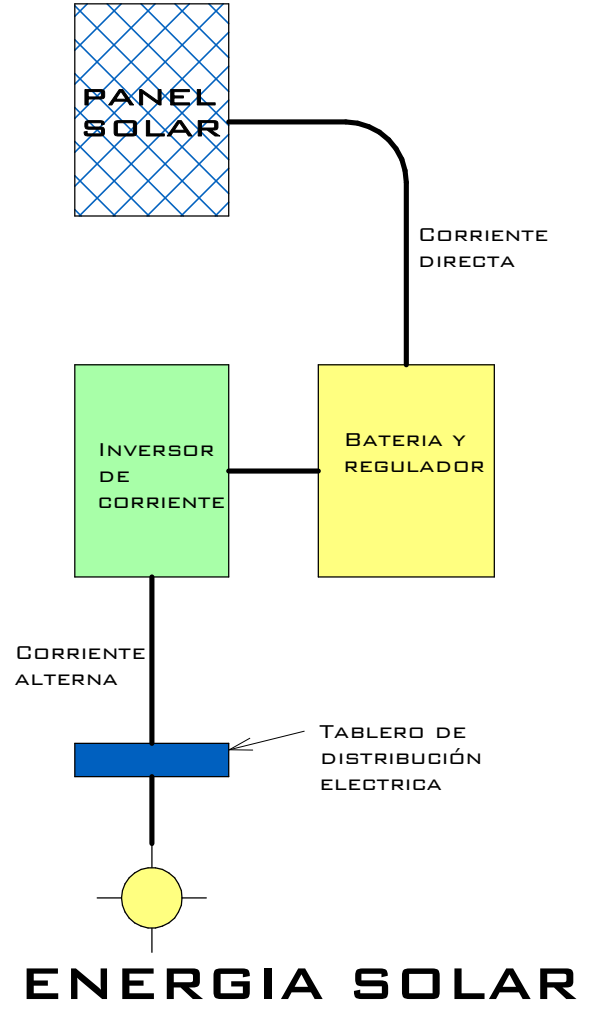 PANEL
SOLAR
CORRIENTE
DIRECTA
INVERSOR
DE
CORRIENTE
BATERIA Y
REGULADOR
CORRIENTE
ALTERNA
TABLERO DE
DISTRIBUCIÓN
ELECTRICA
ENERGIA SOLAR